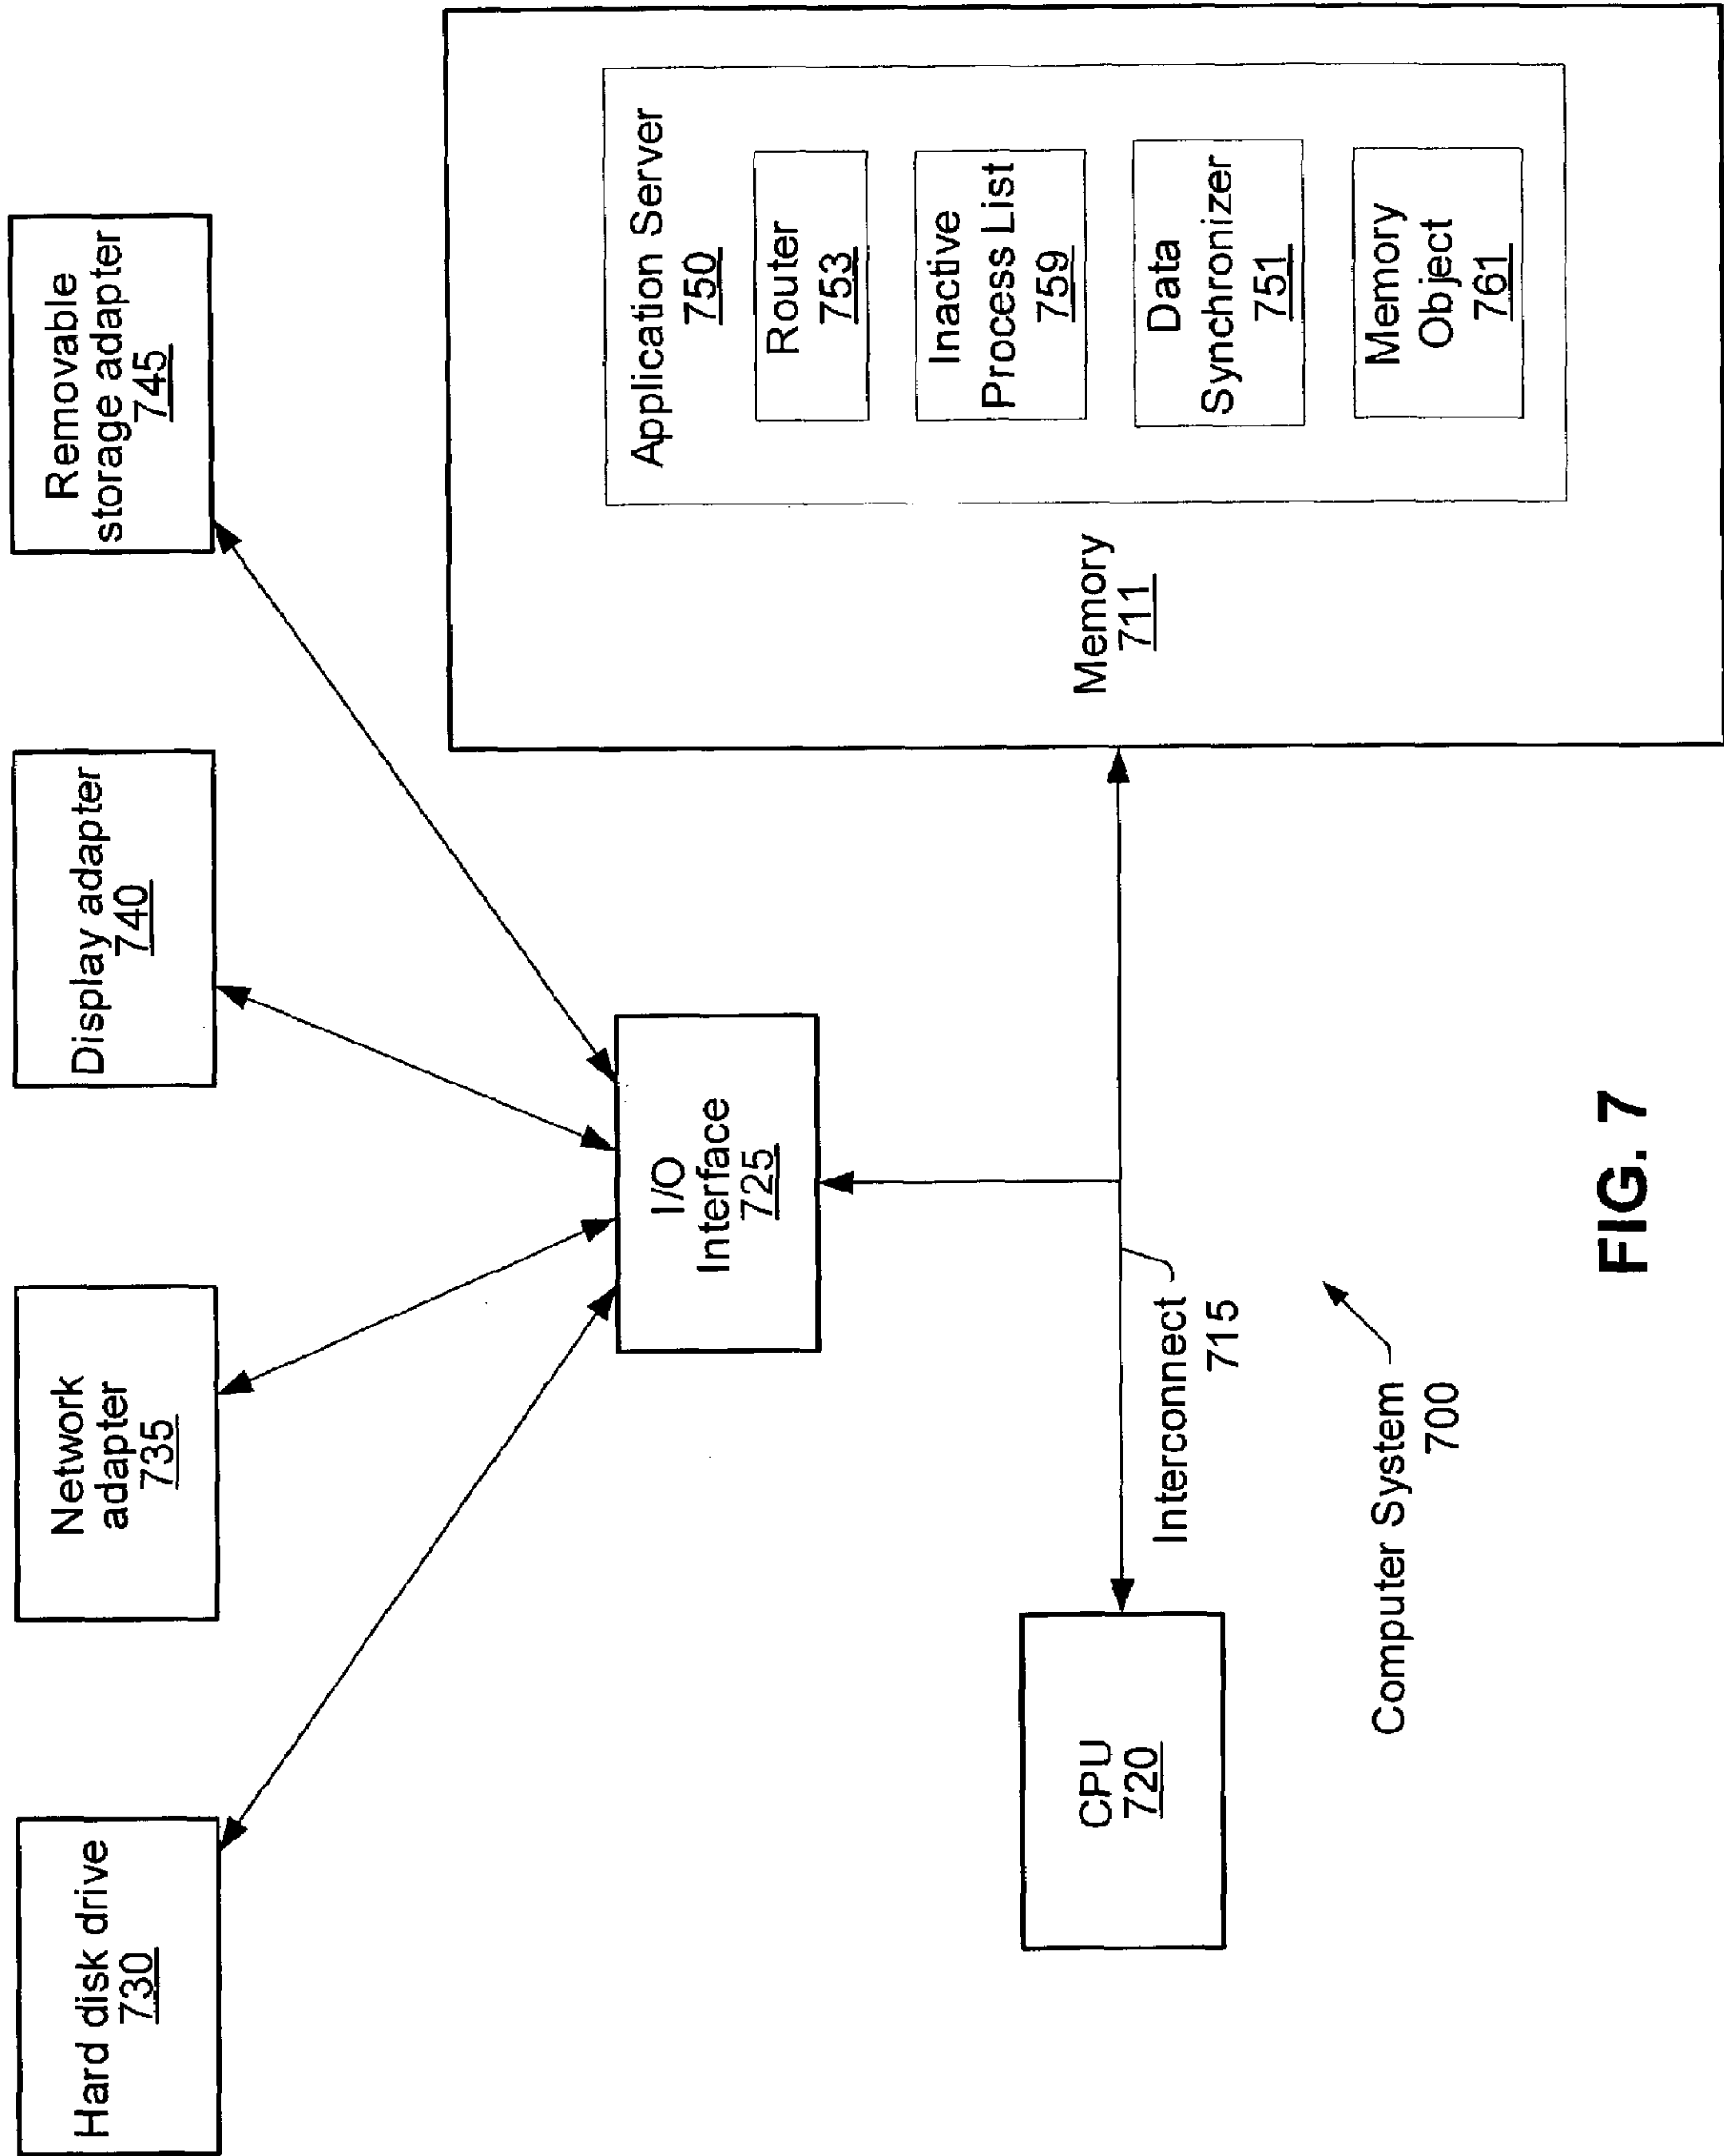 Hard disk drive
730
Network
adapter
735
Display adapter
740
Removable
storage adapter
745
I/O
Interface
725
CPU
720
Interconnect
715
Memory
711
Application Server
750
Router
753
Inactive
Process List
759
Data
Synchronizer
751
Memory
Object
761
Computer System
700
FIG. 7